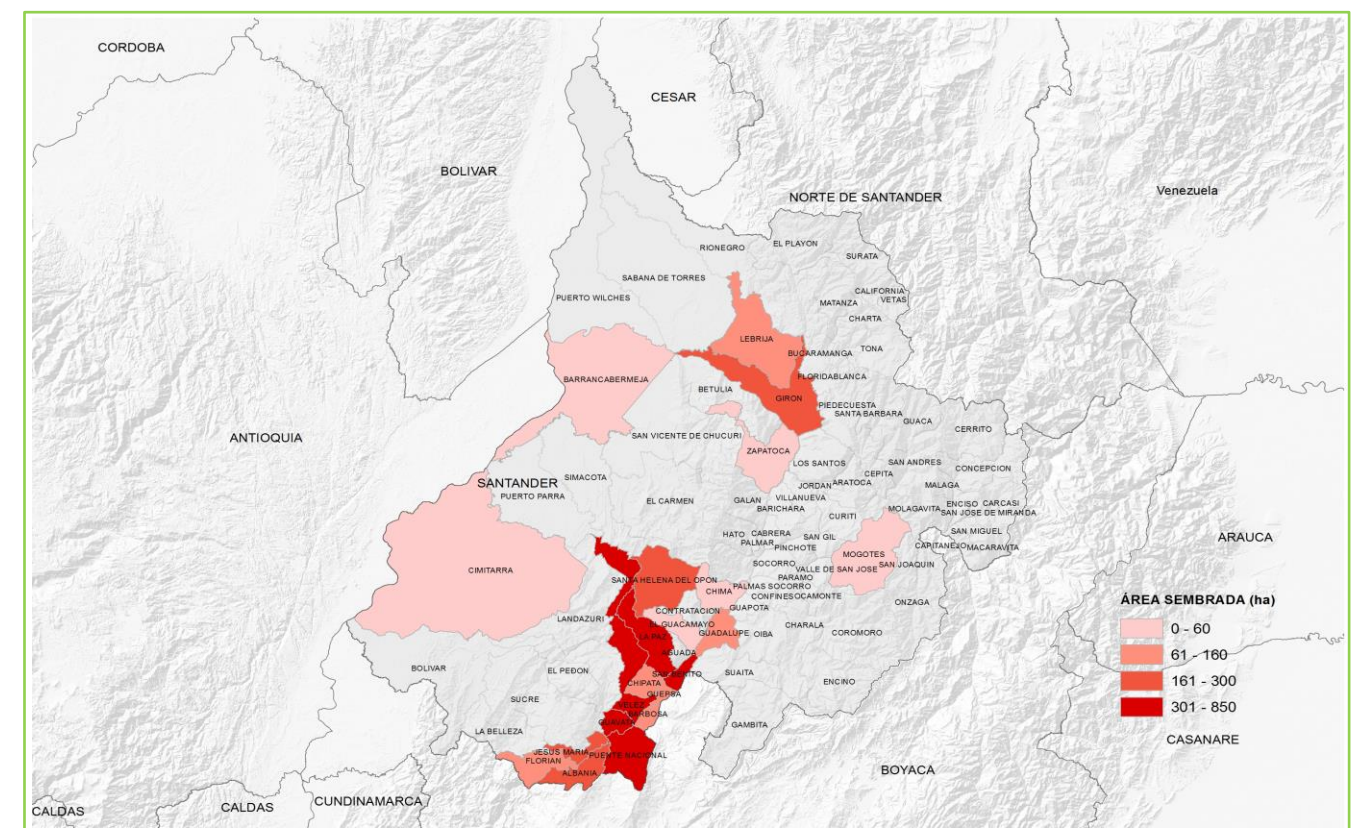 CORDOBA
CESAR
BOLIVAR
NORTE DE SANTANDER
Venezuela
RIONEGRO
EL PLAYON
SURATA
SABANA DE TORRES
PUERTO WILCHES
CALIFORNIA
VETAS
MATANZA
CHARTA
LEBRIJA
BUCARAMANGA
TONA
BARRANCABERMEJA
FLORIDABLANCA
BETULIA
GIRON
PIEDECUESTA
SANTA BARBARA
GUACA
CERRITO
ANTIOQUIA
SAN VICENTE DE CHUCURI
ZAPATOCA
LOS SANTOS
SAN ANDRES
CONCEPCION
SIMACOTA
SANTANDER
CEPITA
JORDAN
ARATOCA
MALAGA
PUERTO PARRA
EL CARMEN
GALAN
VILLANUEVA
BARICHARA
CURITI
MOLAGAVITA
ENCISO
CARCASI
SAN JOSE DE MIRANDA
HATO
CABRERA
PALMAR
PINCHOTE
SAN GIL
SAN MIGUEL
CAPITANEJO
MACARAVITA
ARAUCA
MOGOTES
SOCORRO
VALLE DE SAN JOSE
SAN JOAQUIN
CIMITARRA
SANTA HELENA DEL OPON
PARAMO
CHIMA
PALMAS SOCORRO
CONFINES
OCAMONTE
ONZAGA
ÁREA SEMBRADA (ha)
0 - 60
61 - 160
161 - 300
301 - 850
LANDAZURI
CONTRATACION
GUAPOTA
EL GUACAMAYO
LA PAZ
GUADALUPE
OIBA
CHARALA
COROMORO
AGUADA
BOLIVAR
EL PEÐON
SAN BENITO
SUAITA
CHIPATA
ENCINO
GUEPSA
SUCRE
VELEZ
BARBOSA
GUAVATA
GAMBITA
LA BELLEZA
JESUS MARIA
PUENTE NACIONAL
FLORIAN
ALBANIA
CASANARE
BOYACA
CUNDINAMARCA
CALDAS
CALDAS